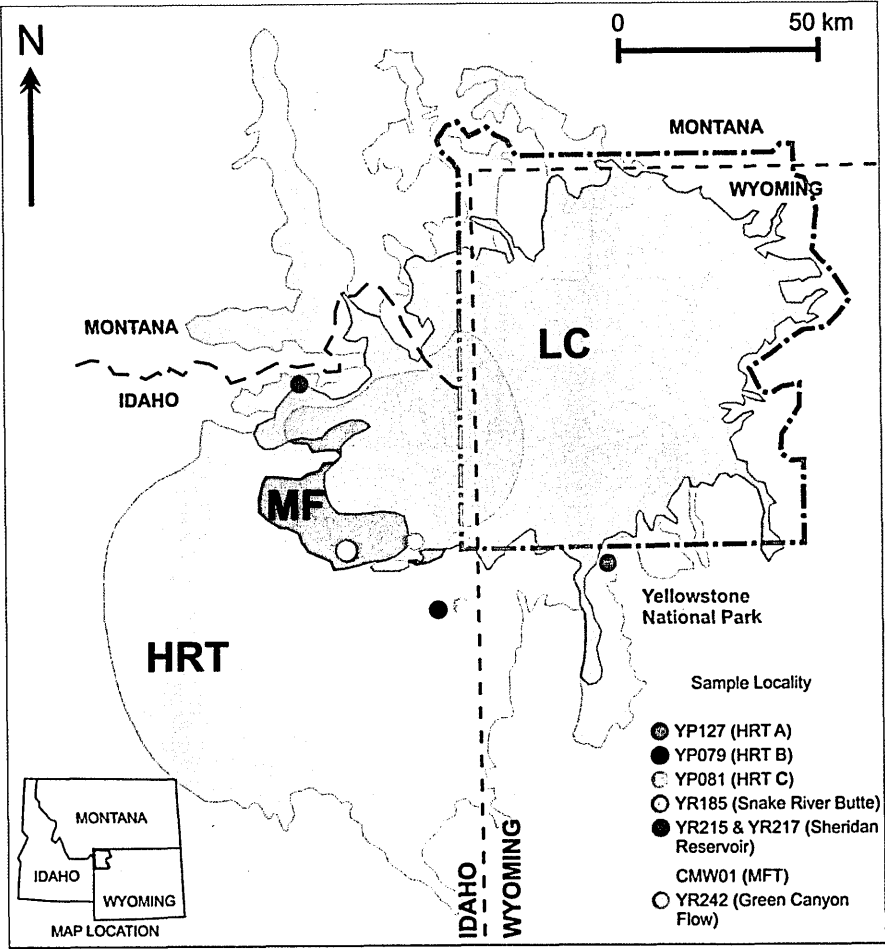 N
0 50 km
MONTANA
WYOMING
MONTANA
IDAHO
LC
MF
HRT
Yellowstone
National Park
Sample Locality
YP127 (HRT A)
YP079 (HRT B)
YP081 (HRT C)
YR185 (Snake River Butte)
YR215 & YR217 (Sheridan
Reservoir)
CMW01 (MFT)
YR242 (Green Canyon
Flow)
IDAHO
WYOMING
MONTANA
IDAHO
WYOMING
MAP LOCATION